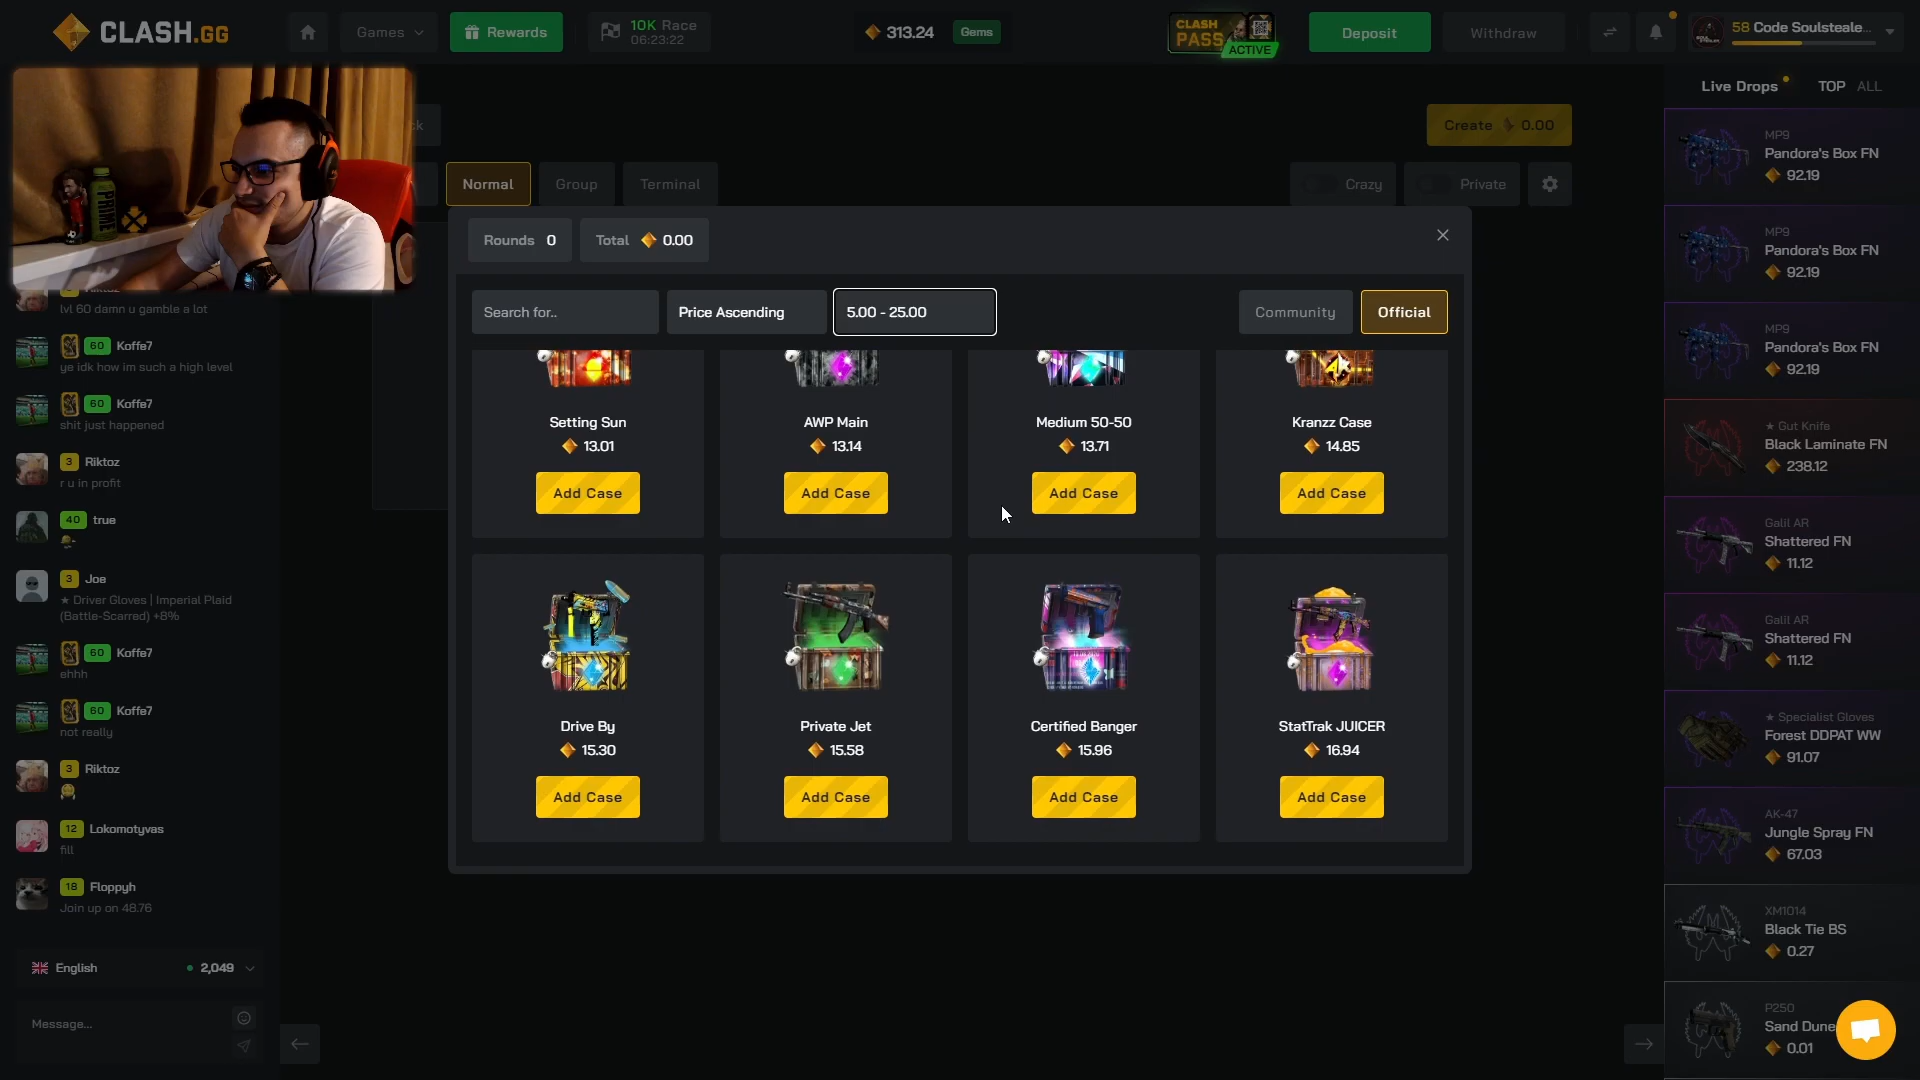 CLASH.GG
Games
Rewards
10K Race
06:23:22
313.24
Gems
CLASH
PASS
ACTIVE
Deposit
Withdraw
58 Code Soulsteale...
Live Drops
TOP
ALL
Create 0.00
Normal
Group
Terminal
Crazy
Private
Rounds 0
Total 0.00
Search for..
Price Ascending
5.00 - 25.00
Community
Official
Setting Sun
13.01
Add Case
AWP Main
13.14
Add Case
Medium 50-50
13.71
Add Case
Kranzz Case
14.85
Add Case
Drive By
15.30
Add Case
Private Jet
15.58
Add Case
Certified Banger
15.96
Add Case
StatTrak JUICER
16.94
Add Case
PRIME
lvl 60 damn u gamble a lot
60 Koffe7
ye idk how im such a high level
60 Koffe7
shit just happened
3 Riktoz
r u in profit
40 true
3 Joe
★ Driver Gloves | Imperial Plaid
(Battle-Scarred) +8%
60 Koffe7
ehhh
60 Koffe7
not really
3 Riktoz
12 Lokomotyvas
fill
18 Floppyh
Join up on 48.76
English
2,049
Message...
MP9
Pandora's Box FN
92.19
MP9
Pandora's Box FN
92.19
MP9
Pandora's Box FN
92.19
★ Gut Knife
Black Laminate FN
238.12
Galil AR
Shattered FN
11.12
Galil AR
Shattered FN
11.12
★ Specialist Gloves
Forest DDPAT WW
91.07
AK-47
Jungle Spray FN
67.03
XM1014
Black Tie BS
0.27
P250
Sand Dune
0.01